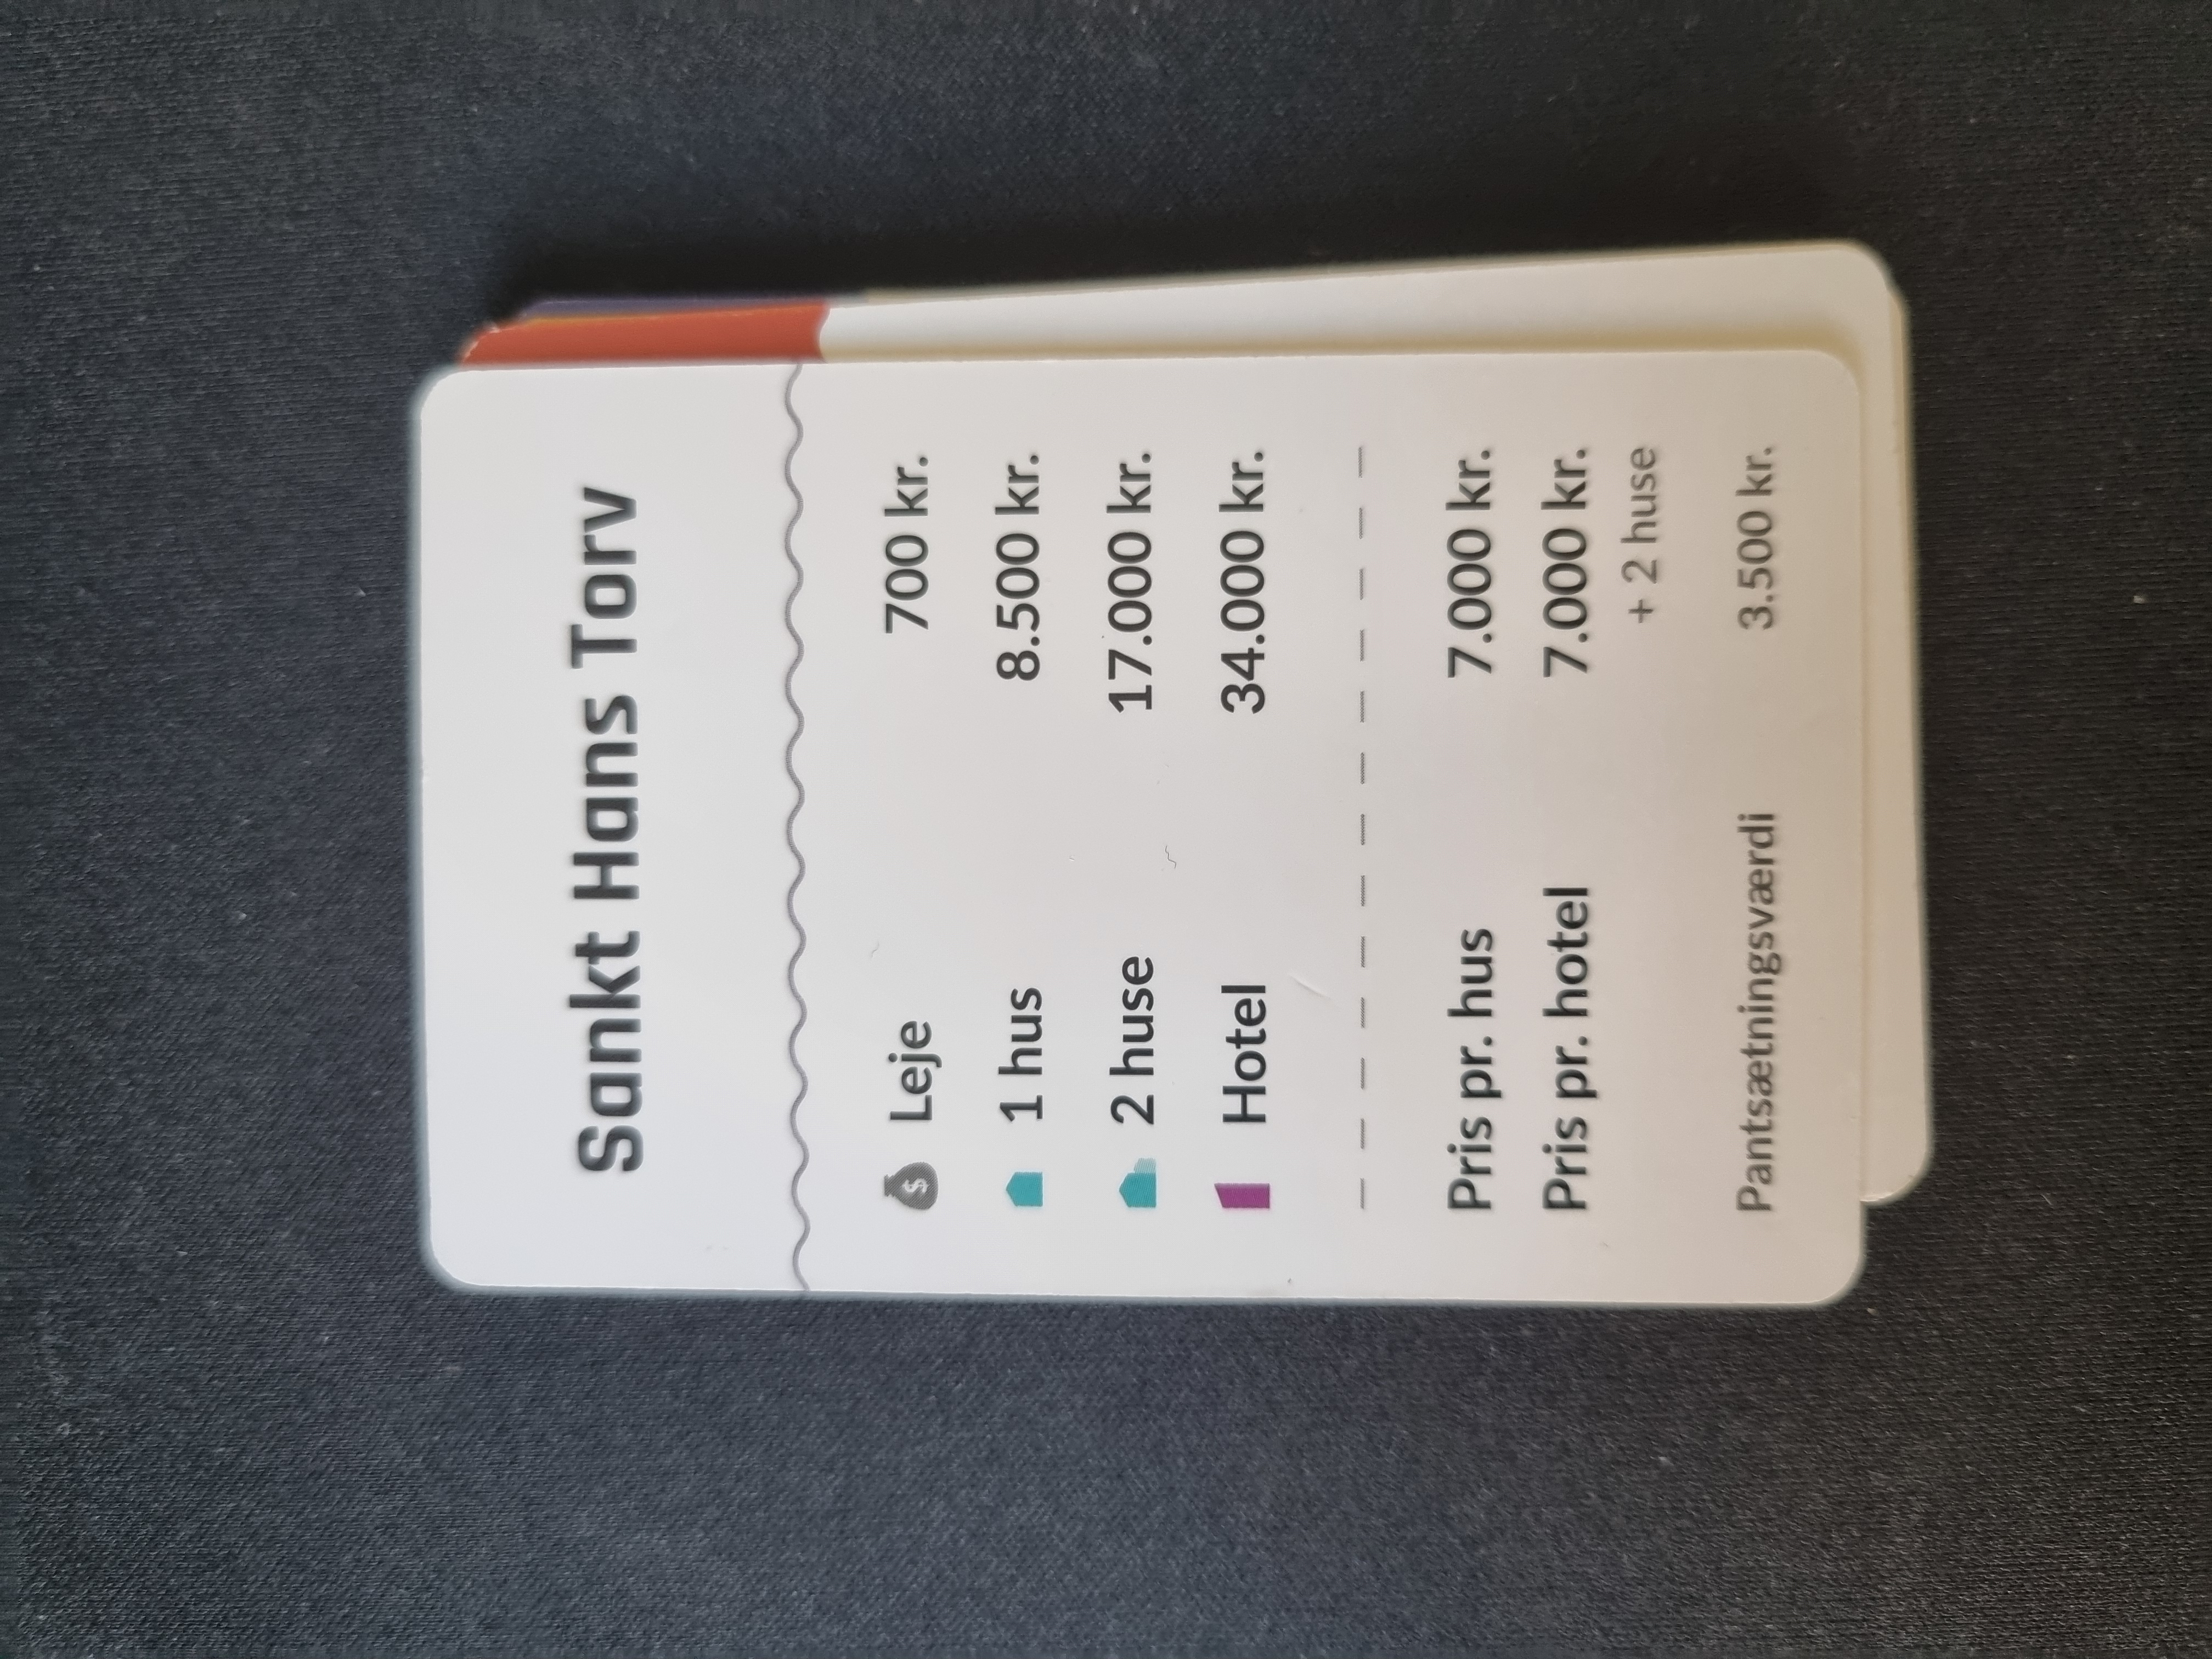 Sankt Hans Torv
Leje 700 kr.
1 hus 8.500 kr.
2 huse 17.000 kr.
Hotel 34.000 kr.
Pris pr. hus 7.000 kr.
Pris pr. hotel 7.000 kr.
+ 2 huse
Pantsætningsværdi 3.500 kr.